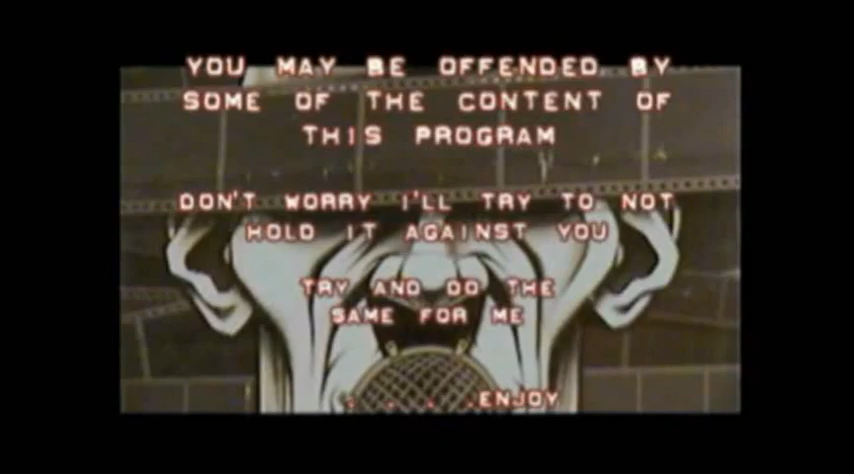 YOU MAY BE OFFENDED BY
SOME OF THE CONTENT OF
THIS PROGRAM
DON'T WORRY I'LL TRY TO NOT
HOLD IT AGAINST YOU
TRY AND DO THE
SAME FOR ME
. . . .ENJOY